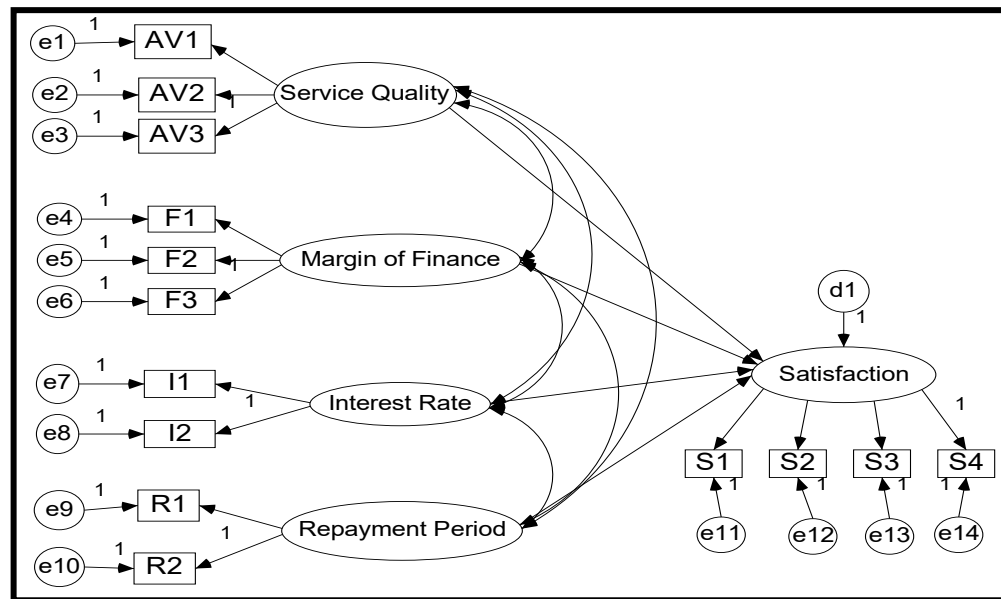 1
e1
AV1
1
e2
AV2
1
Service Quality
1
e3
AV3
1
e4
F1
1
e5
F2
1
Margin of Finance
1
e6
F3
d1
1
1
e7
I1
Satisfaction
1
Interest Rate
1
1
e8
I2
S1
S2
S3
S4
1
1
1
1
1
e9
R1
1
Repayment Period
e11
e12
e13
e14
1
e10
R2